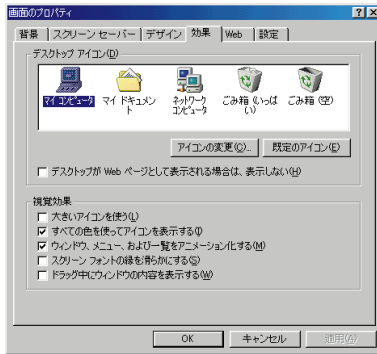 画面のプロパティ
背景 スクリーン セーバー デザイン 効果 Web 設定
デスクトップ アイコン(D)
マイ コンピュータ マイ ドキュメント ネットワーク コンピュータ ごみ箱 (いっぱい) ごみ箱 (空)
アイコンの変更(C)... 既定のアイコン(E)
デスクトップが Web ページとして表示される場合は、表示しない(H)
視覚効果
大きいアイコンを使う(L)
すべての色を使ってアイコンを表示する(I)
ウィンドウ、メニュー、および一覧をアニメーション化する(M)
スクリーン フォントの縁を滑らかにする(S)
ドラッグ中にウィンドウの内容を表示する(W)
OK キャンセル 適用(A)